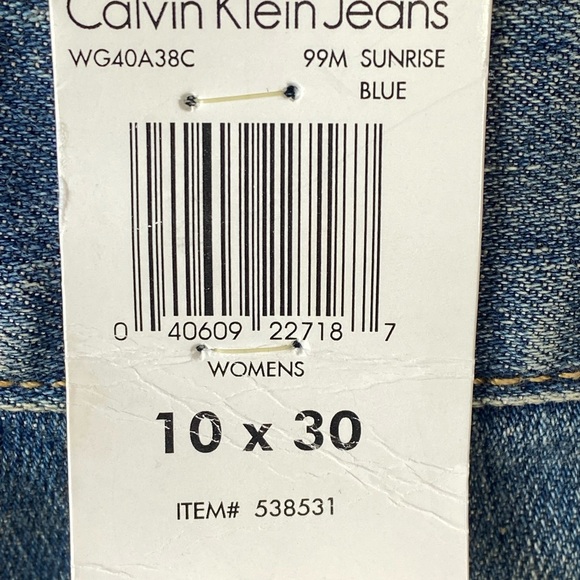 Calvin Klein Jeans
WG40A38C 99M SUNRISE
BLUE
0 40609 22718 7
WOMENS
10 x 30
ITEM# 538531